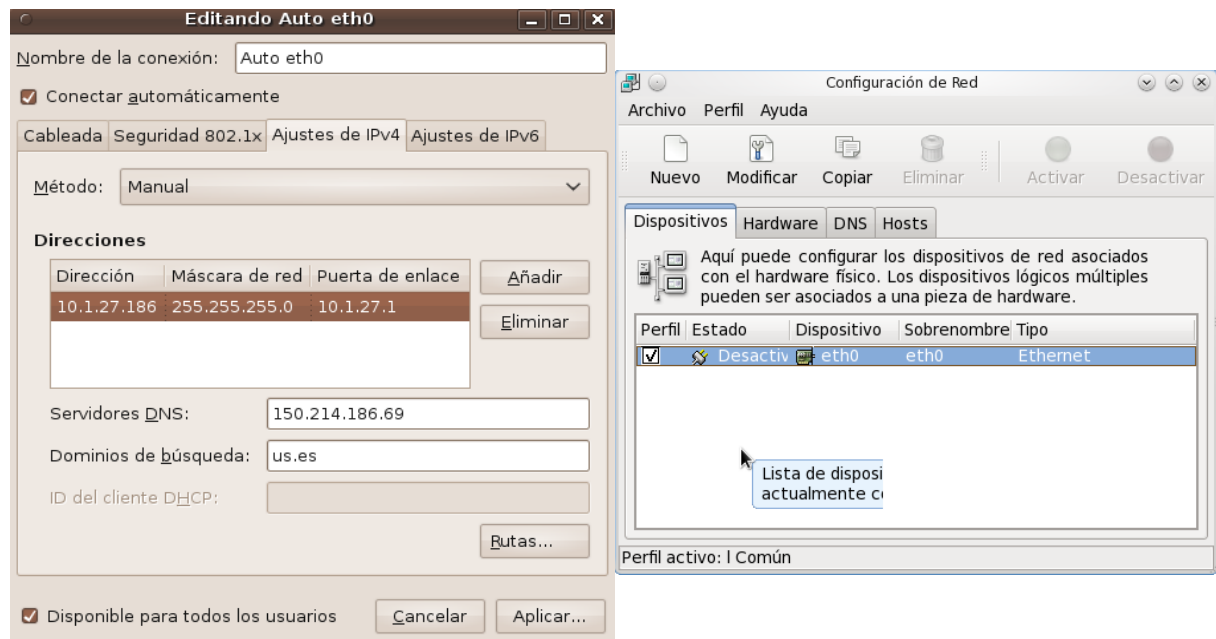 Editando Auto eth0
Nombre de la conexión: Auto eth0
Conectar automáticamente
Cableada Seguridad 802.1x Ajustes de IPv4 Ajustes de IPv6
Método: Manual
Direcciones
Dirección Máscara de red Puerta de enlace
10.1.27.186 255.255.255.0 10.1.27.1
Añadir
Eliminar
Servidores DNS: 150.214.186.69
Dominios de búsqueda: us.es
ID del cliente DHCP:
Rutas...
Disponible para todos los usuarios Cancelar Aplicar...
Configuración de Red
Archivo Perfil Ayuda
Nuevo Modificar Copiar Eliminar Activar Desactivar
Dispositivos Hardware DNS Hosts
Aquí puede configurar los dispositivos de red asociados
con el hardware físico. Los dispositivos lógicos múltiples
pueden ser asociados a una pieza de hardware.
Perfil Estado Dispositivo Sobrenombre Tipo
Desactiv eth0 eth0 Ethernet
Lista de disposi
actualmente co
Perfil activo: l Común